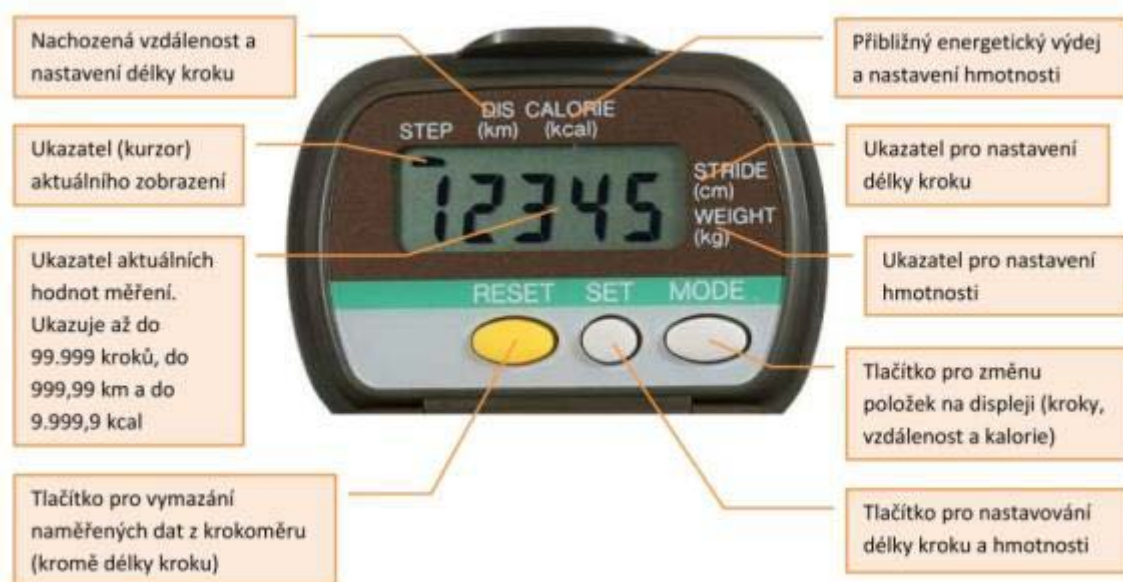 Nachozená vzdálenost a
nastavení délky kroku
Přibližný energetický výdej
a nastavení hmotnosti
Ukazatel (kurzor)
aktuálního zobrazení
Ukazatel pro nastavení
délky kroku
Ukazatel aktuálních
hodnot měření.
Ukazuje až do
99.999 kroků, do
999,99 km a do
9.999,9 kcal
Ukazatel pro nastavení
hmotnosti
Tlačítko pro změnu
položek na displeji (kroky,
vzdálenost a kalorie)
Tlačítko pro vymazání
naměřených dat z krokoměru
(kromě délky kroku)
Tlačítko pro nastavování
délky kroku a hmotnosti
STEP
DIS
(km)
CALORIE
(kcal)
12345
STRIDE
(cm)
WEIGHT
(kg)
RESET SET MODE